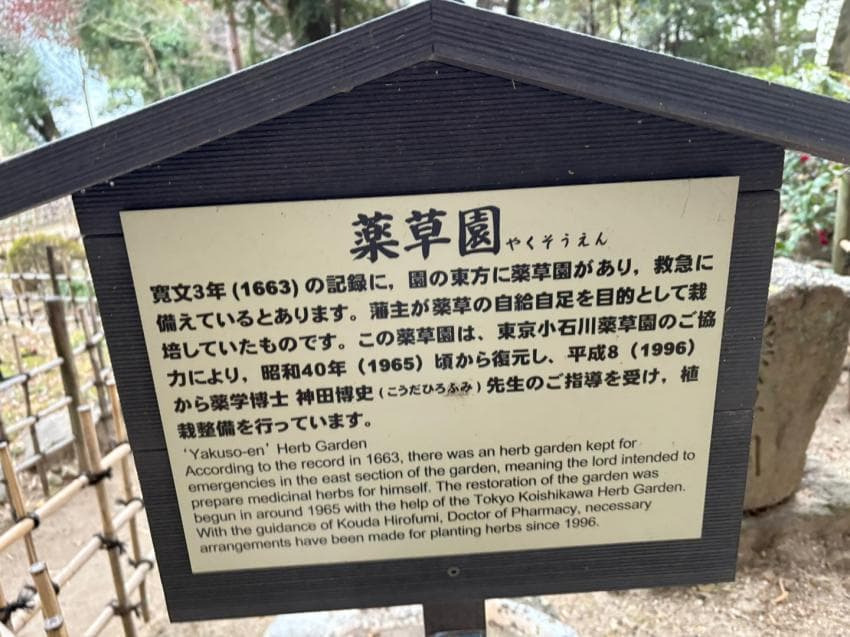 薬草園 やくそうえん
寛文3年(1663)の記録に，園の東方に薬草園があり，救急に
備えているとあります。藩主が薬草の自給自足を目的として栽
培していたものです。この薬草園は、東京小石川薬草園のご協
力により，昭和40年（1965）頃から復元し、平成8（1996）
から薬学博士 神田博史(こうだひろふみ)先生のご指導を受け，植
栽整備を行っています。
'Yakuso-en' Herb Garden
According to the record in 1663, there was an herb garden kept for
emergencies in the east section of the garden, meaning the lord intended to
prepare medicinal herbs for himself. The restoration of the garden was
begun in around 1965 with the help of the Tokyo Koishikawa Herb Garden.
With the guidance of Kouda Hirofumi, Doctor of Pharmacy, necessary
arrangements have been made for planting herbs since 1996.